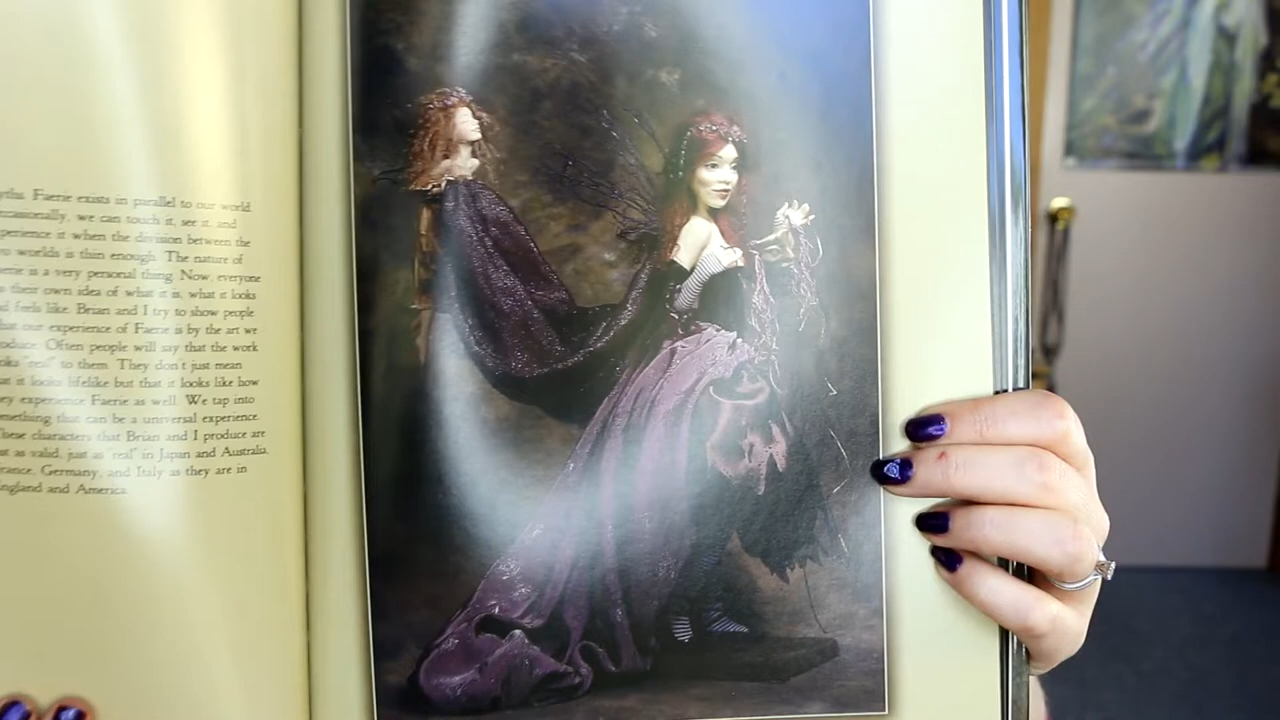 rths. Faerie exists in parallel to our world.
casionally, we can touch it, see it, and
perience it when the division between the
o worlds is thin enough. The nature of
erie is a very personal thing. Now, everyone
s their own idea of what it is, what it looks
d feels like. Brian and I try to show people
hat our experience of Faerie is by the art we
oduce. Often people will say that the work
oks "real" to them. They don't just mean
at it looks lifelike but that it looks like how
ey experience Faerie as well. We tap into
mething that can be a universal experience.
hese characters that Brian and I produce are
st as valid, just as "real" in Japan and Australia,
rance, Germany, and Italy as they are in
ngland and America.